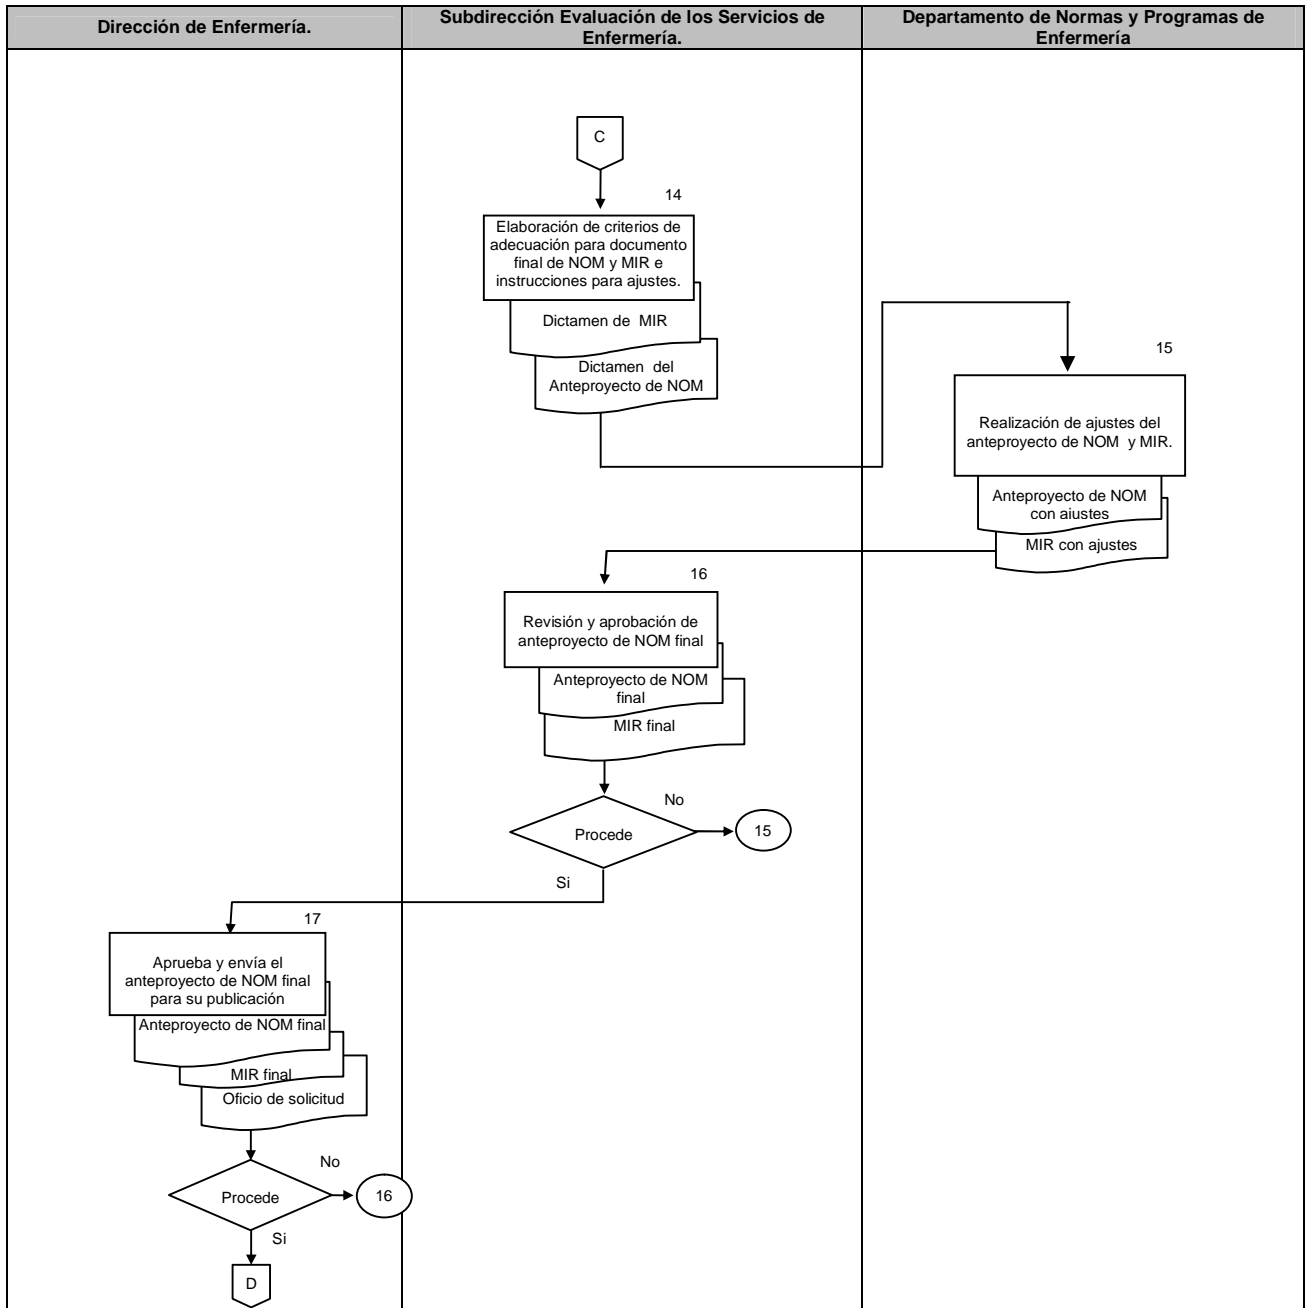 Dirección de Enfermería.
Subdirección Evaluación de los Servicios de
Enfermería.
Departamento de Normas y Programas de
Enfermería
C
14
Elaboración de criterios de
adecuación para documento
final de NOM y MIR e
instrucciones para ajustes.
Dictamen de MIR
Dictamen del
Anteproyecto de NOM
15
Realización de ajustes del
anteproyecto de NOM y MIR.
Anteproyecto de NOM
con ajustes
MIR con ajustes
16
Revisión y aprobación de
anteproyecto de NOM final
Anteproyecto de NOM
final
MIR final
Procede
No
15
Si
17
Aprueba y envía el
anteproyecto de NOM final
para su publicación
Anteproyecto de NOM final
MIR final
Oficio de solicitud
Procede
No
16
Si
D